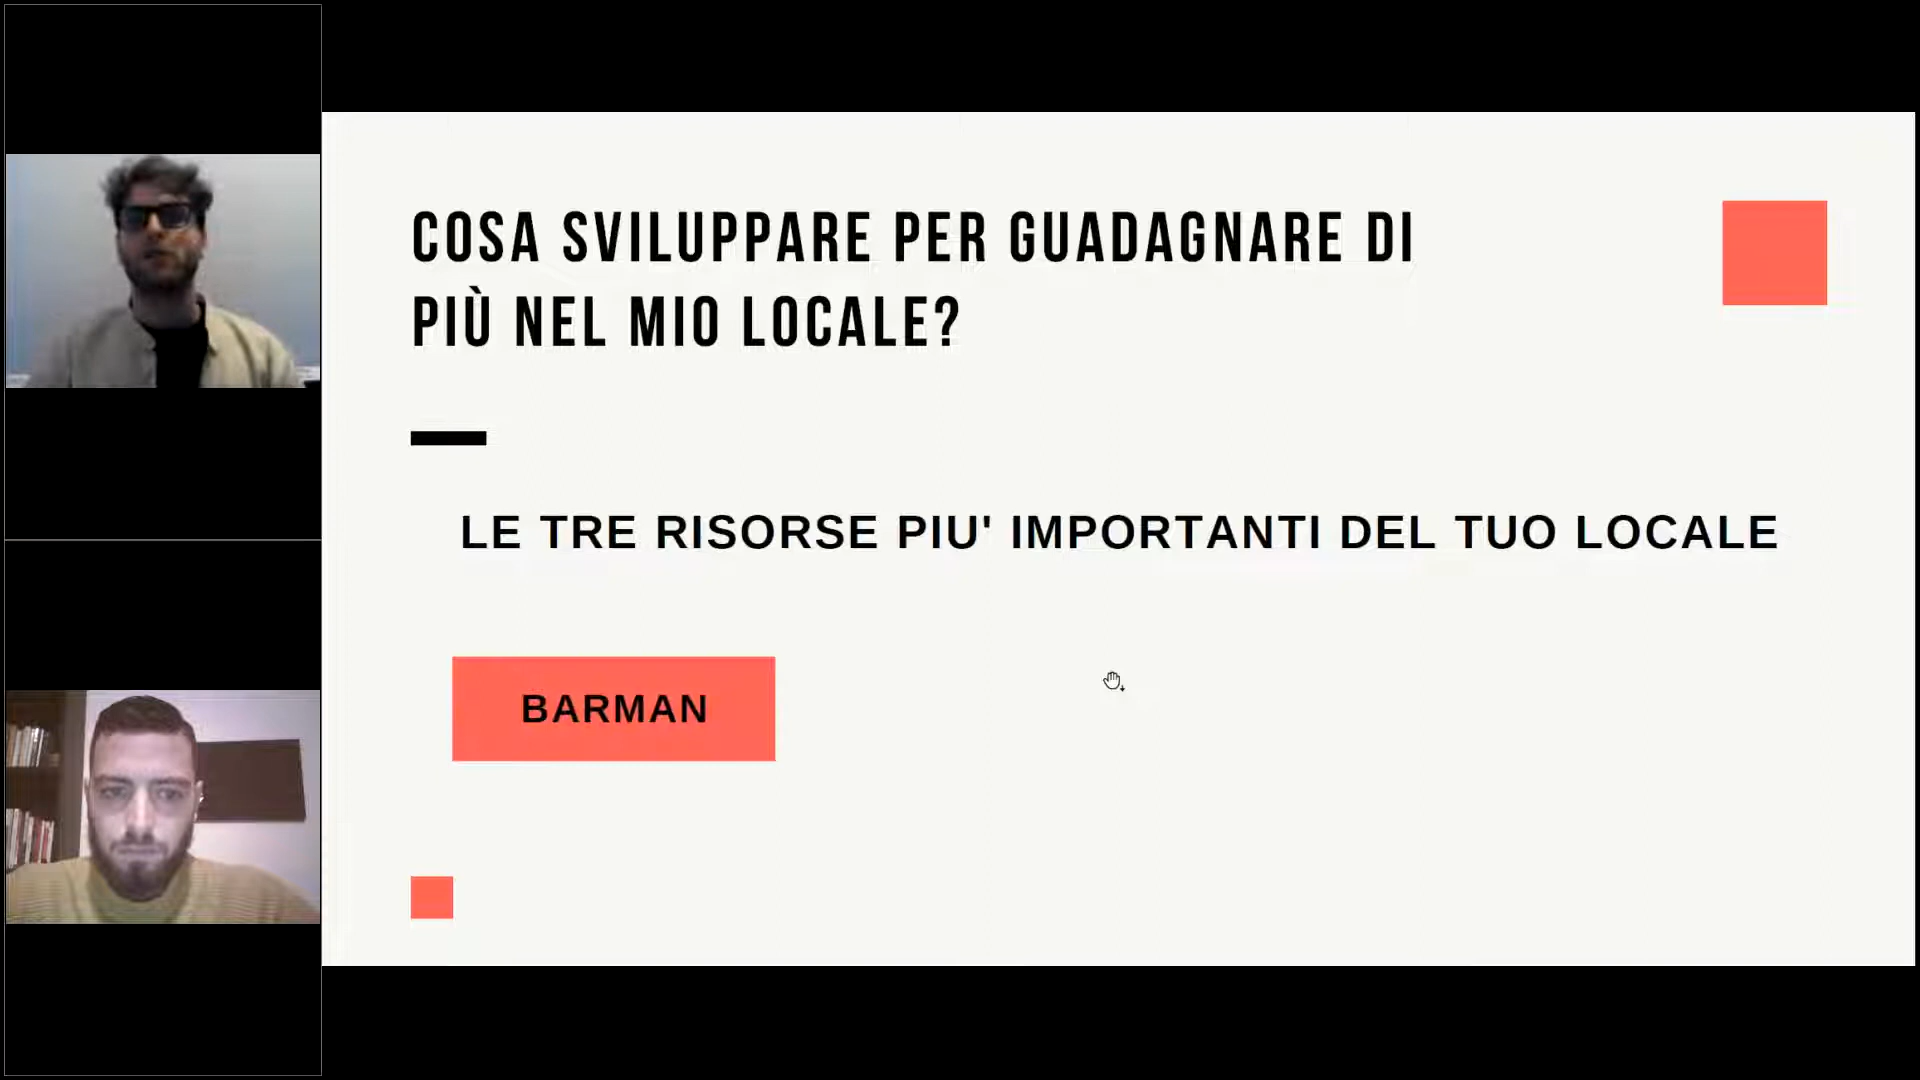 COSA SVILUPPARE PER GUADAGNARE DI
PIÙ NEL MIO LOCALE?
LE TRE RISORSE PIU' IMPORTANTI DEL TUO LOCALE
BARMAN